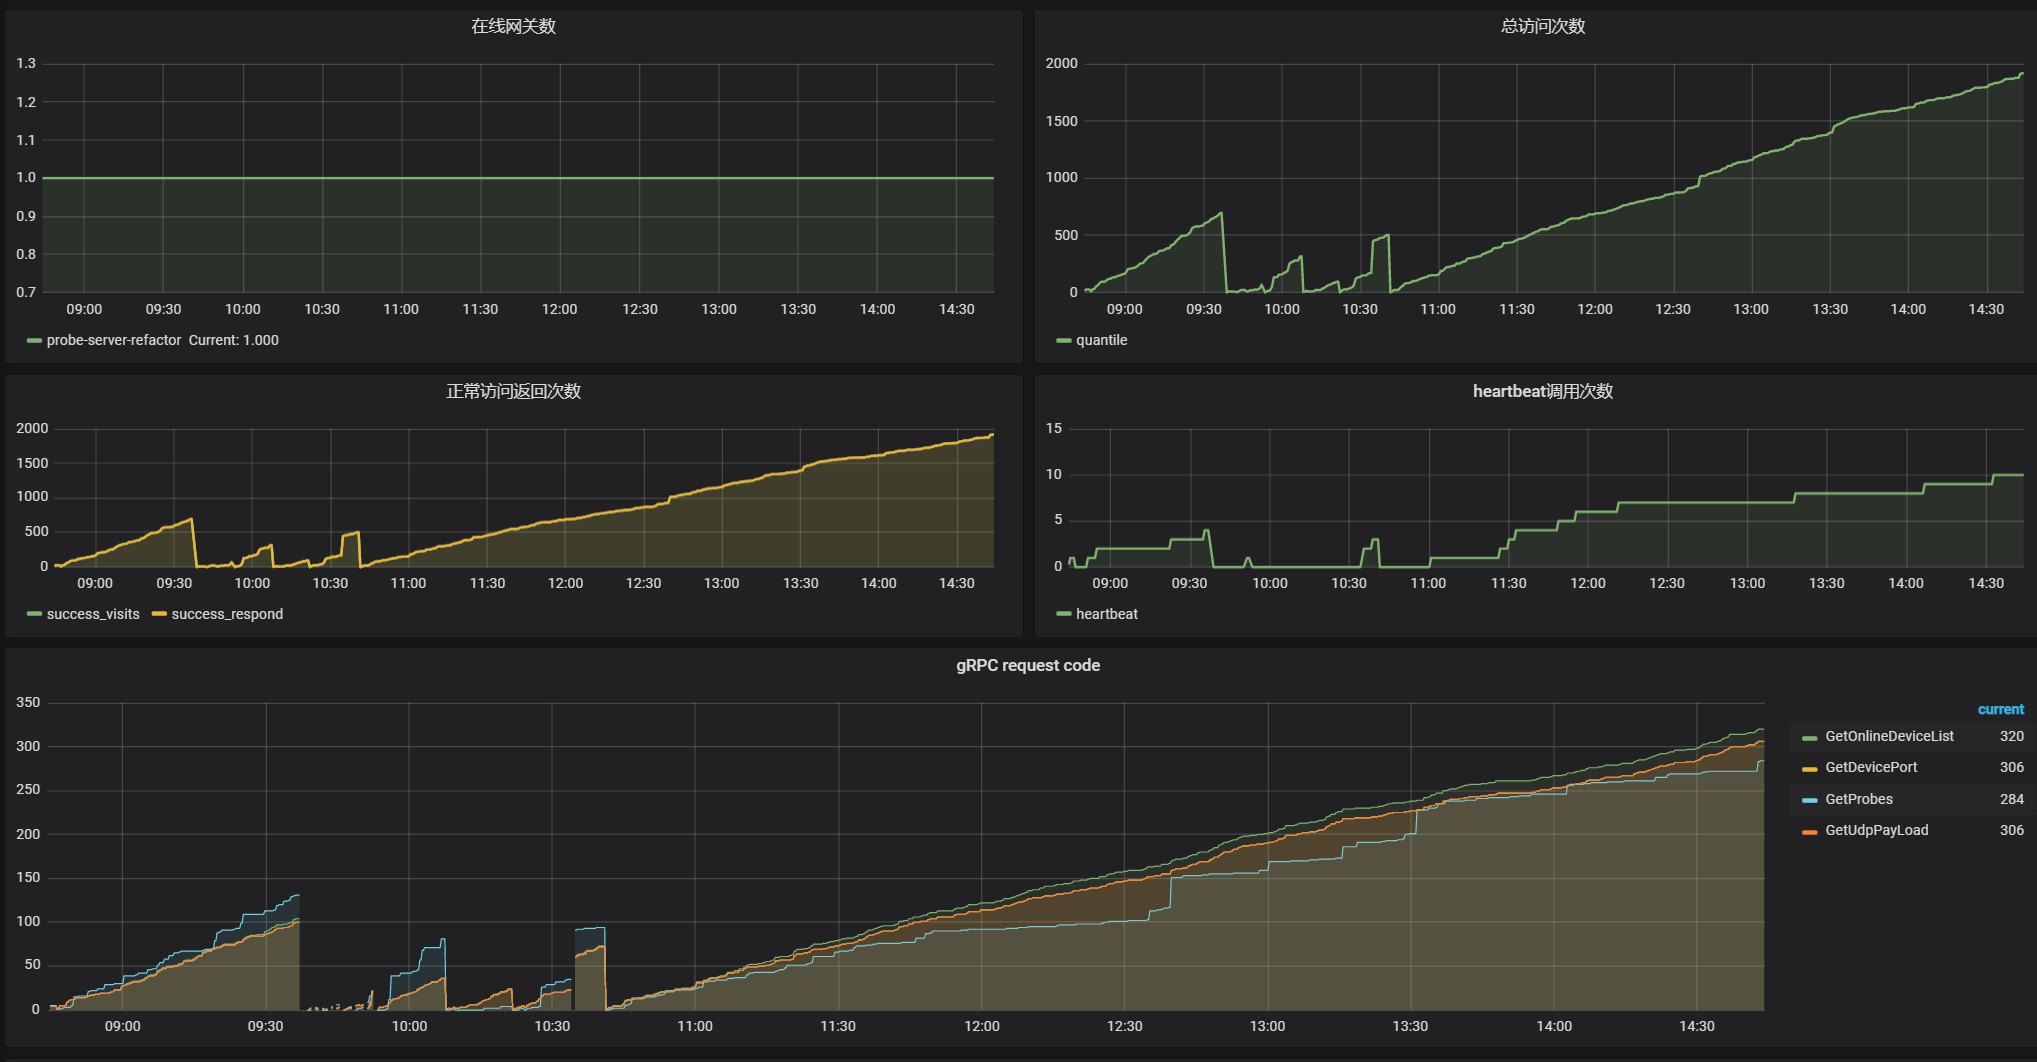 在线网关数
1.3
1.2
1.1
1.0
0.9
0.8
0.7
09:00 09:30 10:00 10:30 11:00 11:30 12:00 12:30 13:00 13:30 14:00 14:30
probe-server-refactor Current: 1.000
总访问次数
2000
1500
1000
500
0
09:00 09:30 10:00 10:30 11:00 11:30 12:00 12:30 13:00 13:30 14:00 14:30
quantile
正常访问返回次数
2000
1500
1000
500
0
09:00 09:30 10:00 10:30 11:00 11:30 12:00 12:30 13:00 13:30 14:00 14:30
success_visits success_respond
heartbeat调用次数
15
10
5
0
09:00 09:30 10:00 10:30 11:00 11:30 12:00 12:30 13:00 13:30 14:00 14:30
heartbeat
gRPC request code
350
300
250
200
150
100
50
0
09:00 09:30 10:00 10:30 11:00 11:30 12:00 12:30 13:00 13:30 14:00 14:30
current
GetOnlineDeviceList 320
GetDevicePort 306
GetProbes 284
GetUdpPayLoad 306